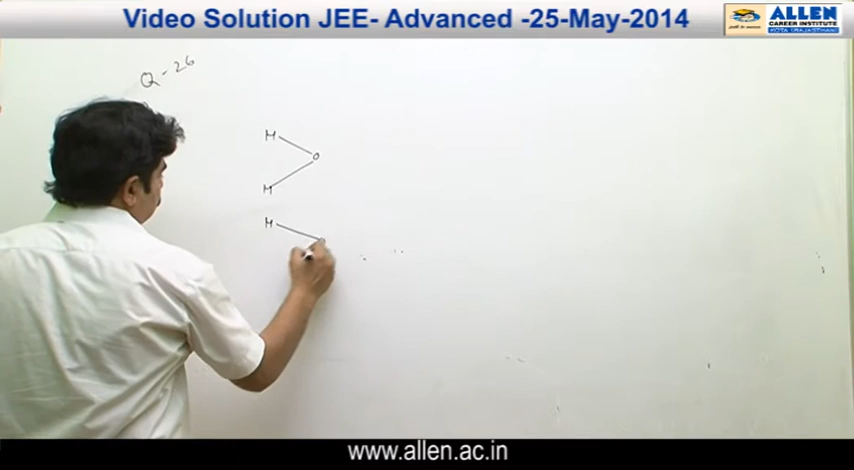 Video Solution JEE- Advanced -25-May-2014
ALLEN
CAREER INSTITUTE
KOTA (RAJASTHAN)
Q - 26
H
O
H
H
www.allen.ac.in